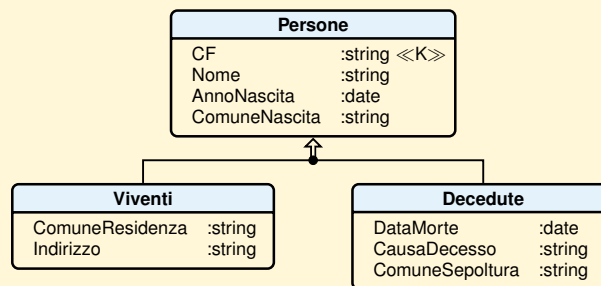 Persone
CF :string ≪K≫
Nome :string
AnnoNascita :date
ComuneNascita :string
Viventi
ComuneResidenza :string
Indirizzo :string
Decedute
DataMorte :date
CausaDecesso :string
ComuneSepoltura :string